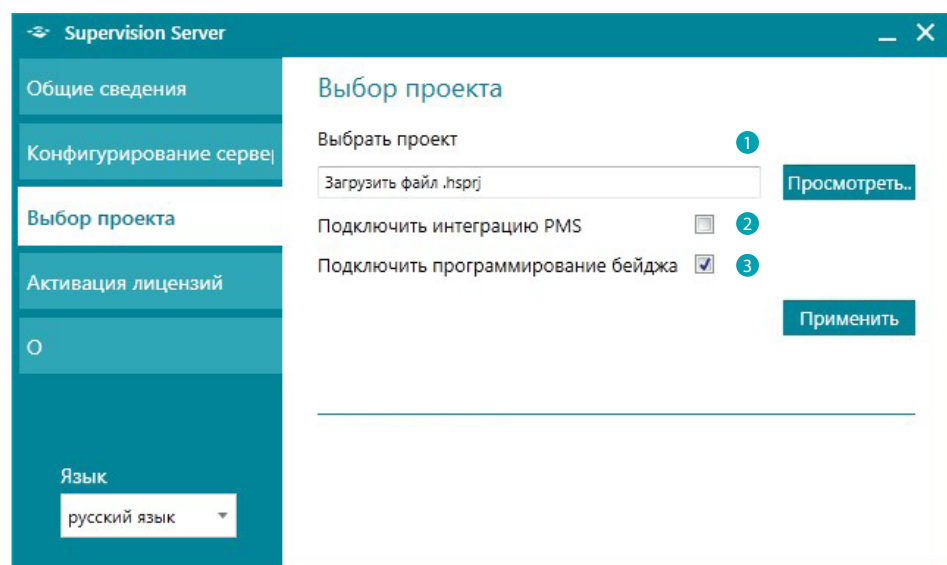 Supervision Server
Общие сведения
Конфигурирование серве
Выбор проекта
Активация лицензий
О
Язык
русский язык
Выбор проекта
Выбрать проект
1
Загрузить файл .hsprj
Просмотреть..
Подключить интеграцию PMS
2
Подключить программирование бейджа
3
Применить